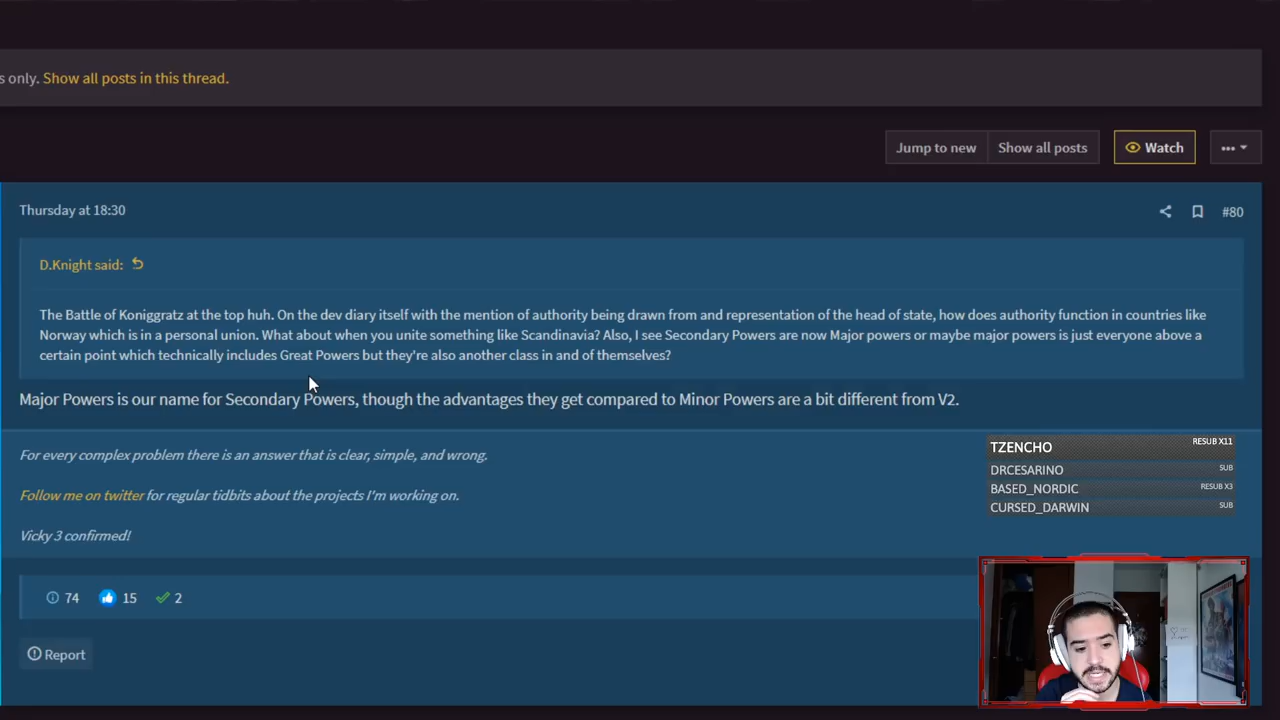 s only. Show all posts in this thread.
Jump to new
Show all posts
Watch
Thursday at 18:30
#80
D.Knight said:
The Battle of Koniggratz at the top huh. On the dev diary itself with the mention of authority being drawn from and representation of the head of state, how does authority function in countries like
Norway which is in a personal union. What about when you unite something like Scandinavia? Also, I see Secondary Powers are now Major powers or maybe major powers is just everyone above a
certain point which technically includes Great Powers but they're also another class in and of themselves?
Major Powers is our name for Secondary Powers, though the advantages they get compared to Minor Powers are a bit different from V2.
For every complex problem there is an answer that is clear, simple, and wrong.
Follow me on twitter for regular tidbits about the projects I'm working on.
Vicky 3 confirmed!
TZENCHO RESUB X11
DRCESARINO SUB
BASED_NORDIC RESUB X3
CURSED_DARWIN SUB
74 15 2
Report